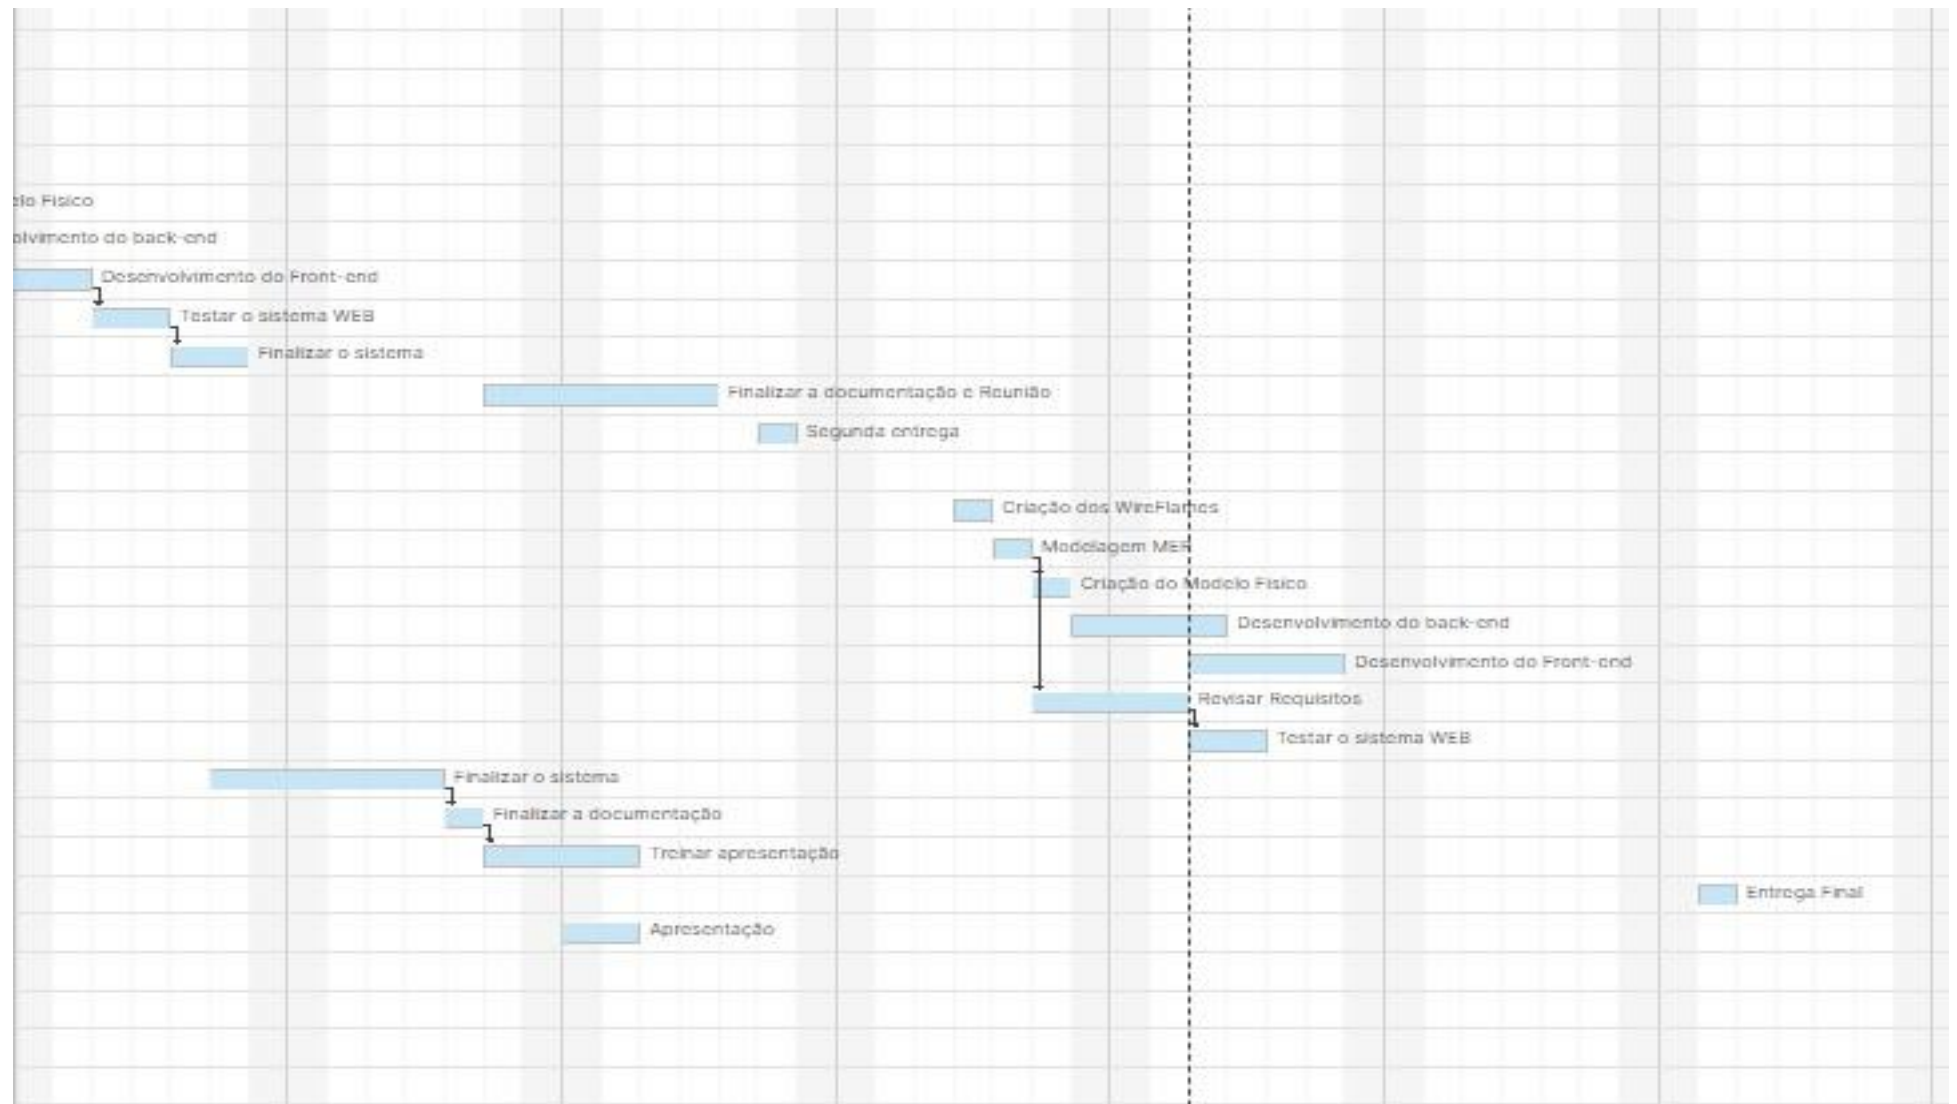 elo Fisico
olvimento do back-end
Desenvolvimento do Front-end
Testar o sistema WEB
Finalizar o sistema
Finalizar a documentação e Reunião
Segunda entrega
Criação dos WireFlames
Modelagem MER
Criação do Modelo Fisico
Desenvolvimento do back-end
Desenvolvimento do Front-end
Revisar Requisitos
Testar o sistema WEB
Finalizar o sistema
Finalizar a documentação
Treinar apresentação
Entrega Final
Apresentação